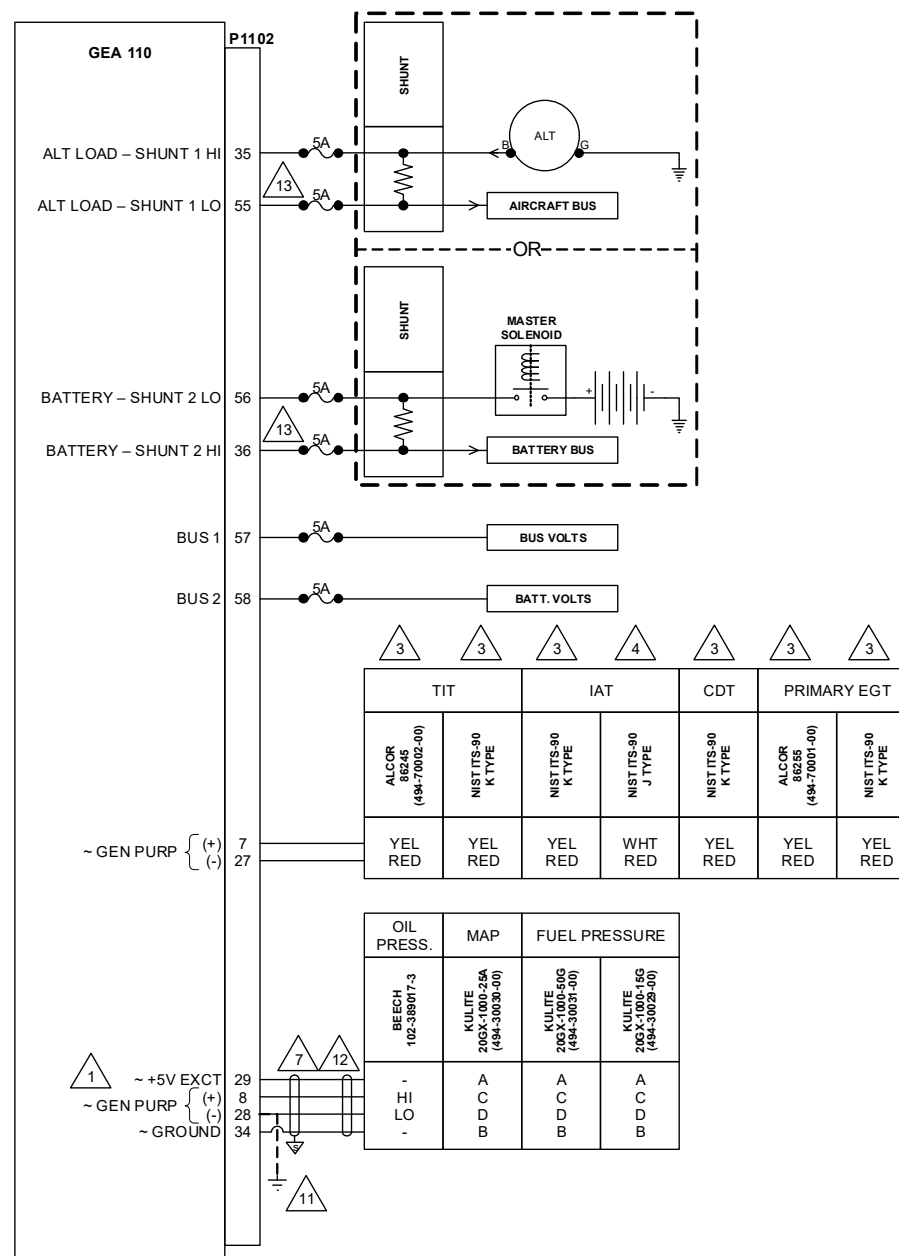 GEA 110
P1102
SHUNT
ALT
B
G
ALT LOAD – SHUNT 1 HI 35
5A
13
ALT LOAD – SHUNT 1 LO 55
5A
AIRCRAFT BUS
OR
SHUNT
MASTER
SOLENOID
+
-
BATTERY – SHUNT 2 LO 56
5A
13
BATTERY – SHUNT 2 HI 36
5A
BATTERY BUS
BUS 1 57
5A
BUS VOLTS
BUS 2 58
5A
BATT. VOLTS
3 3 3 4 3 3 3
TIT IAT CDT PRIMARY EGT
ALCOR
86245
(494-70002-00)
NIST ITS-90
K TYPE
NIST ITS-90
K TYPE
NIST ITS-90
J TYPE
NIST ITS-90
K TYPE
ALCOR
86255
(494-70001-00)
NIST ITS-90
K TYPE
~ GEN PURP { (+) 7
(-) 27
YEL YEL YEL WHT YEL YEL YEL
RED RED RED RED RED RED RED
OIL
PRESS.
MAP
FUEL PRESSURE
BEECH
102-389017-3
KULITE
20GX-1000-25A
(494-30030-00)
KULITE
20GX-1000-50G
(494-30031-00)
KULITE
20GX-1000-15G
(494-30029-00)
1
7
12
~ +5V EXCT 29 - A A A
~ GEN PURP { (+) 8 HI C C C
(-) 28 LO D D D
~ GROUND 34 - B B B
S
11